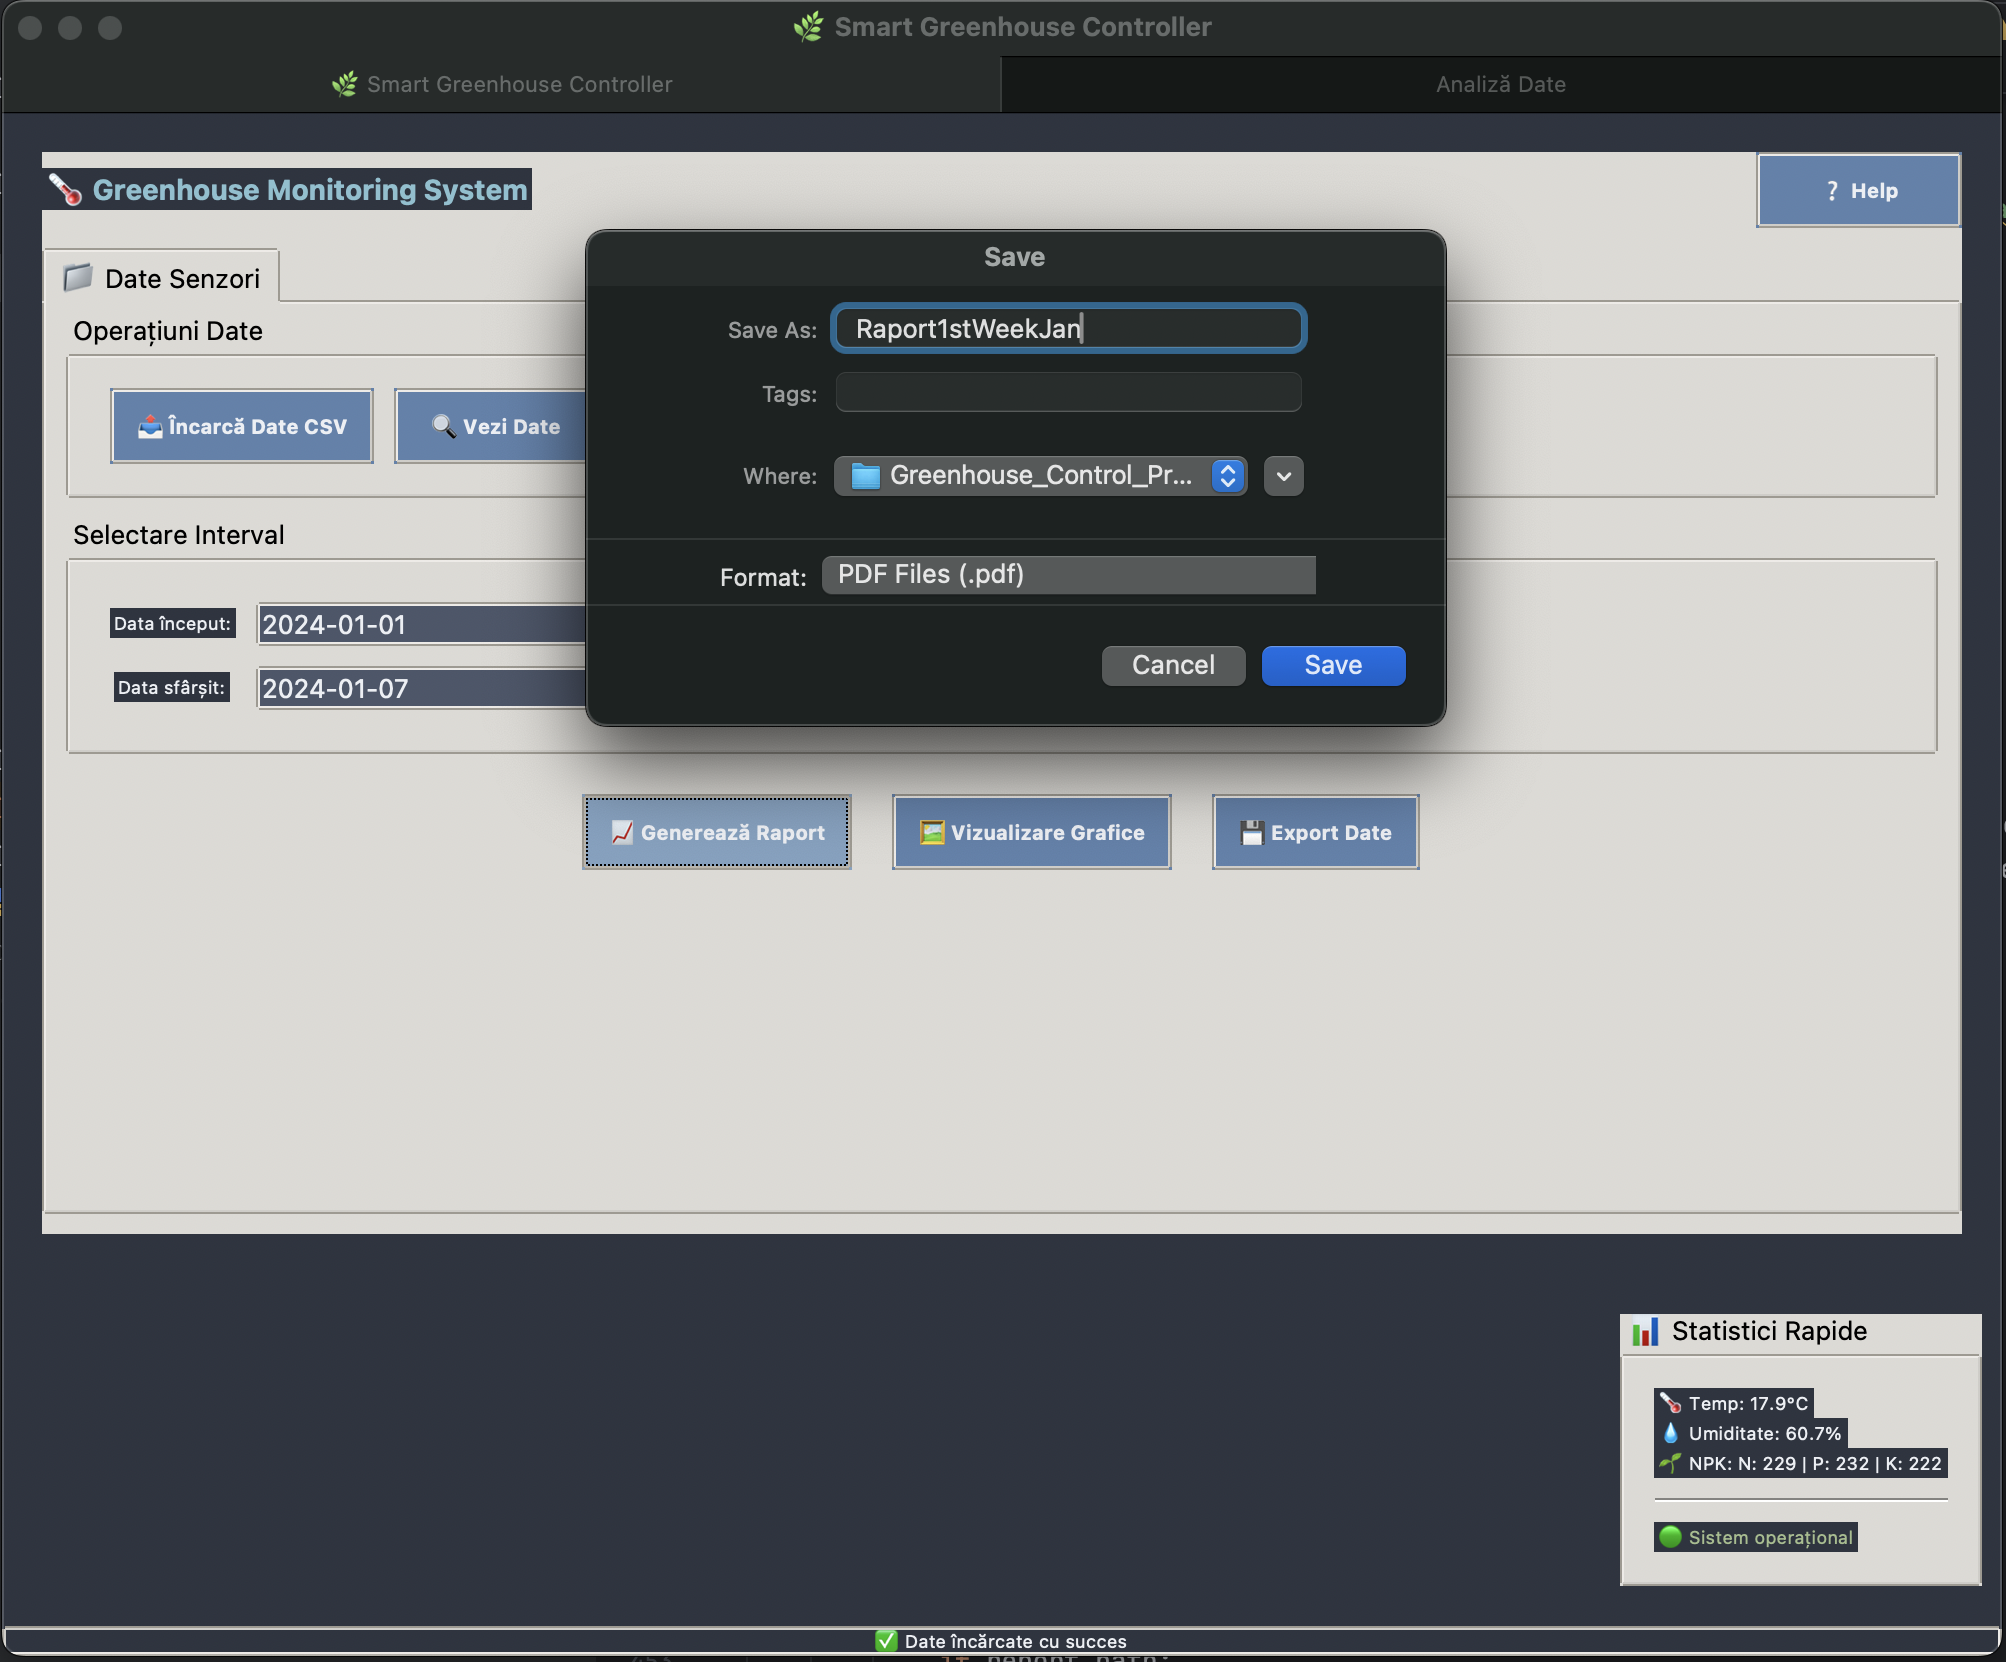 Smart Greenhouse Controller
Smart Greenhouse Controller
Analiză Date
Greenhouse Monitoring System
? Help
Date Senzori
Operațiuni Date
Încarcă Date CSV
Vezi Date
Selectare Interval
Data început:
2024-01-01
Data sfârșit:
2024-01-07
Save
Save As:
Raport1stWeekJan
Tags:
Where:
Greenhouse_Control_Pr...
Format:
PDF Files (.pdf)
Cancel
Save
Generează Raport
Vizualizare Grafice
Export Date
Statistici Rapide
Temp: 17.9°C
Umiditate: 60.7%
NPK: N: 229 | P: 232 | K: 222
Sistem operațional
Date încărcate cu succes